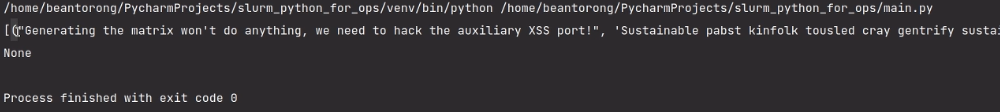 /home/beantorong/PycharmProjects/slurm_python_for_ops/venv/bin/python /home/beantorong/PycharmProjects/slurm_python_for_ops/main.py
[("Generating the matrix won't do anything, we need to hack the auxiliary XSS port!", 'Sustainable pabst kinfolk tousled cray gentrify sustai
None
Process finished with exit code 0